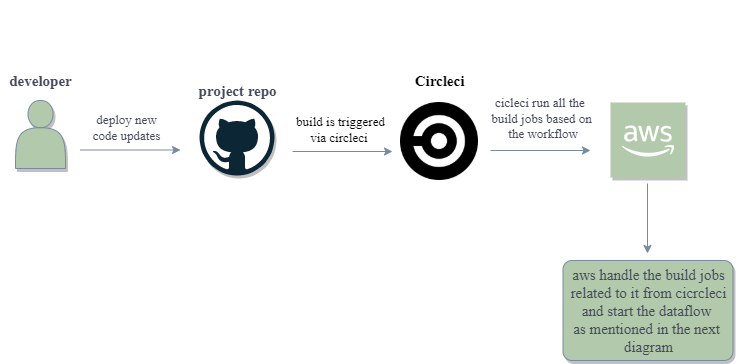 developer
project repo
Circleci
deploy new
code updates
build is triggered
via circleci
cicleci run all the
build jobs based on
the workflow
aws
aws handle the build jobs
related to it from cicrcleci
and start the dataflow
as mentioned in the next
diagram